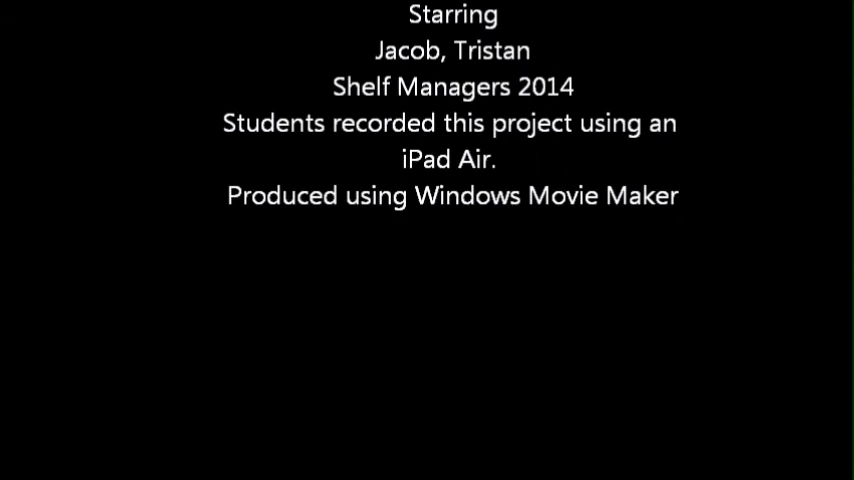 Starring
Jacob, Tristan
Shelf Managers 2014
Students recorded this project using an
iPad Air.
Produced using Windows Movie Maker